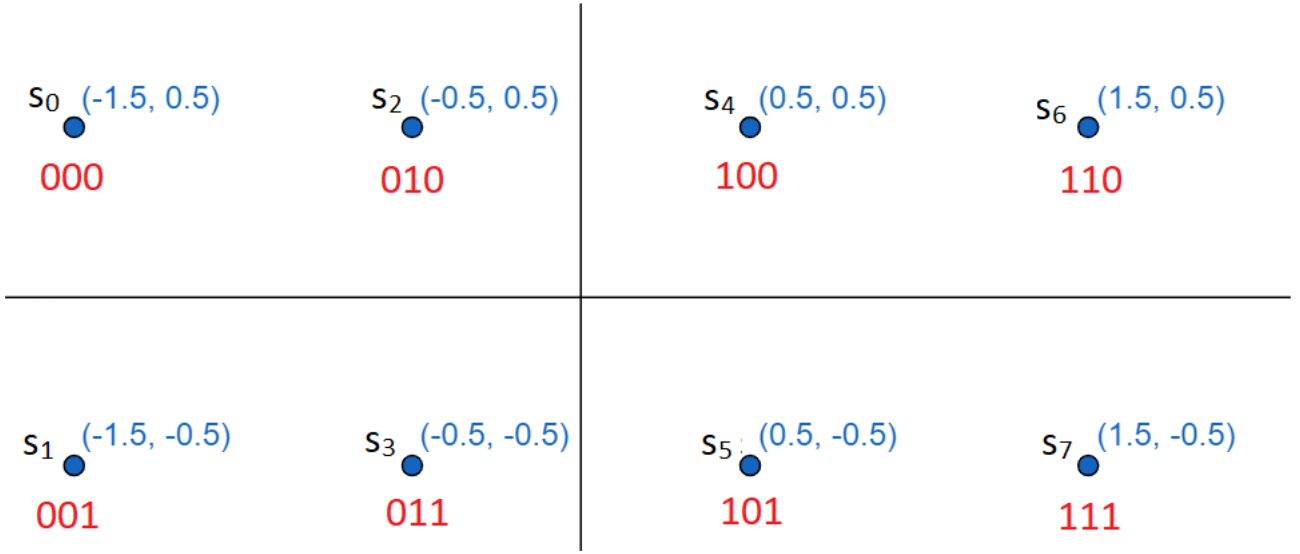 s₀ (-1.5, 0.5) s₂ (-0.5, 0.5) s₄ (0.5, 0.5) s₆ (1.5, 0.5)
000 010 100 110
s₁ (-1.5, -0.5) s₃ (-0.5, -0.5) s₅ (0.5, -0.5) s₇ (1.5, -0.5)
001 011 101 111